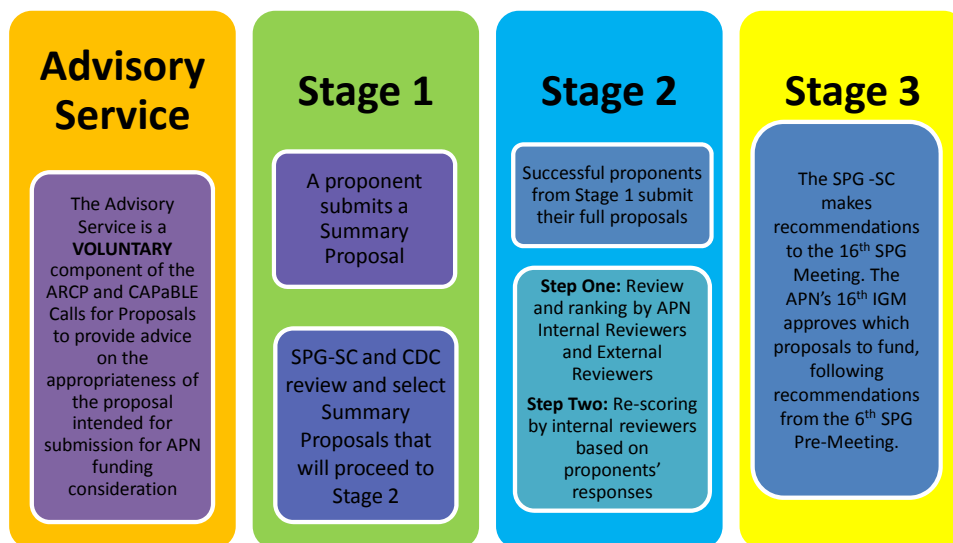 Advisory
Service
The Advisory
Service is a
VOLUNTARY
component of the
ARCP and CAPaBLE
Calls for Proposals
to provide advice
on the
appropriateness of
the proposal
intended for
submission for APN
funding
consideration
Stage 1
A proponent
submits a
Summary
Proposal
SPG-SC and CDC
review and select
Summary
Proposals that
will proceed to
Stage 2
Stage 2
Successful proponents
from Stage 1 submit
their full proposals
Step One: Review
and ranking by APN
Internal Reviewers
and External
Reviewers
Step Two: Re-scoring
by internal reviewers
based on
proponents’
responses
Stage 3
The SPG -SC
makes
recommendations
to the 16th SPG
Meeting. The
APN’s 16th IGM
approves which
proposals to fund,
following
recommendations
from the 6th SPG
Pre-Meeting.